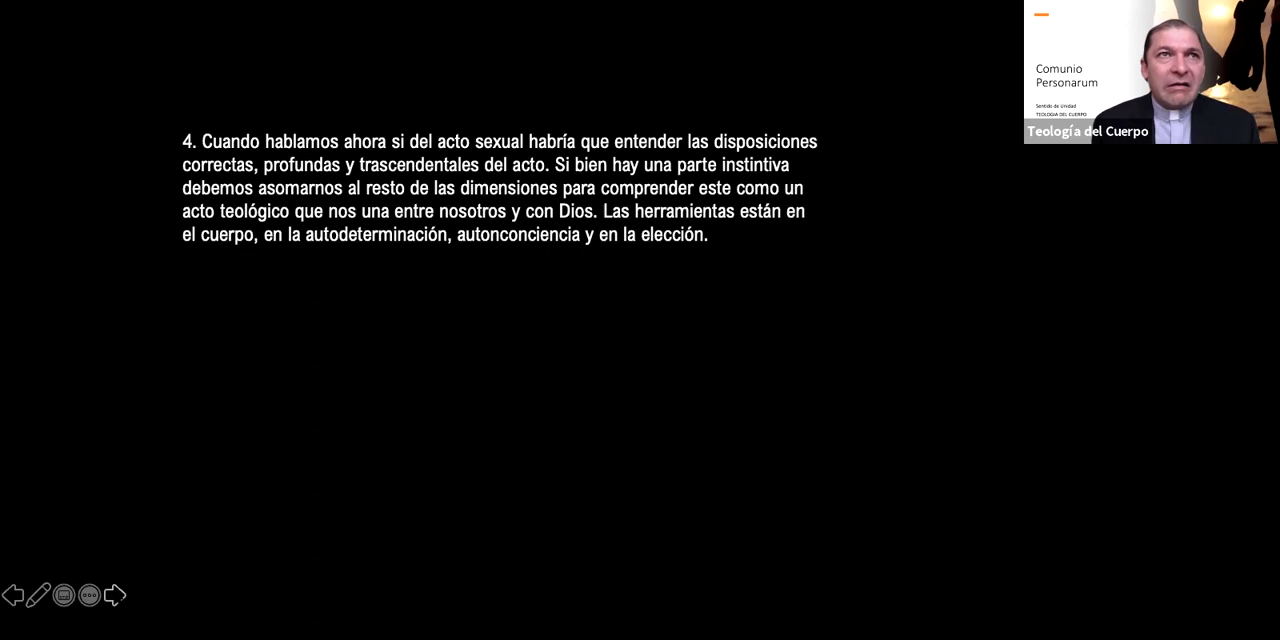 4. Cuando hablamos ahora si del acto sexual habría que entender las disposiciones
correctas, profundas y trascendentales del acto. Si bien hay una parte instintiva
debemos asomarnos al resto de las dimensiones para comprender este como un
acto teológico que nos una entre nosotros y con Dios. Las herramientas están en
el cuerpo, en la autodeterminación, autonconciencia y en la elección.
Comunio
Personarum
Sentido de Unidad
TEOLOGIA DEL CUERPO
Teología del Cuerpo